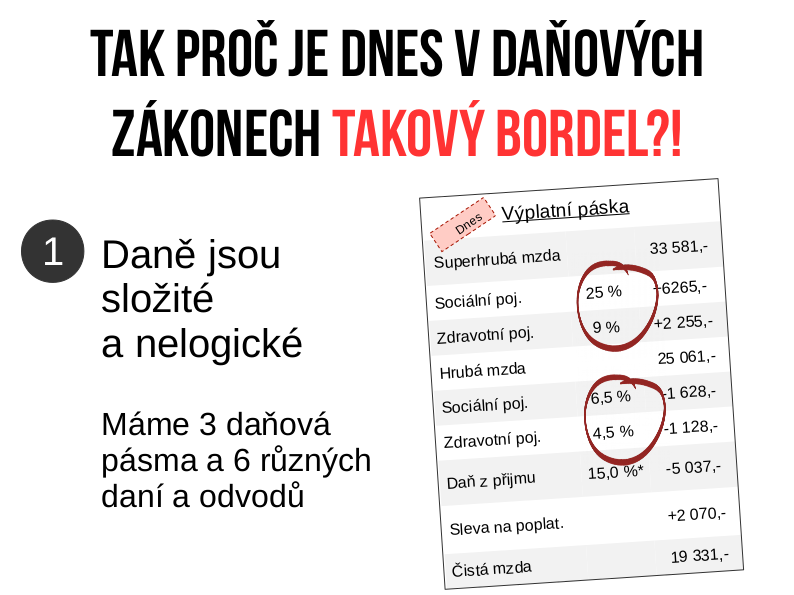 TAK PROČ JE DNES V DAŇOVÝCH
ZÁKONECH TAKOVÝ BORDEL?!
1
Daně jsou
složité
a nelogické
Máme 3 daňová
pásma a 6 různých
daní a odvodů
Dnes
Výplatní páska
Superhrubá mzda 33 581,-
Sociální poj. 25 % +6265,-
Zdravotní poj. 9 % +2 255,-
Hrubá mzda 25 061,-
Sociální poj. 6,5 % -1 628,-
Zdravotní poj. 4,5 % -1 128,-
Daň z přijmu 15,0 %* -5 037,-
Sleva na poplat. +2 070,-
Čistá mzda 19 331,-